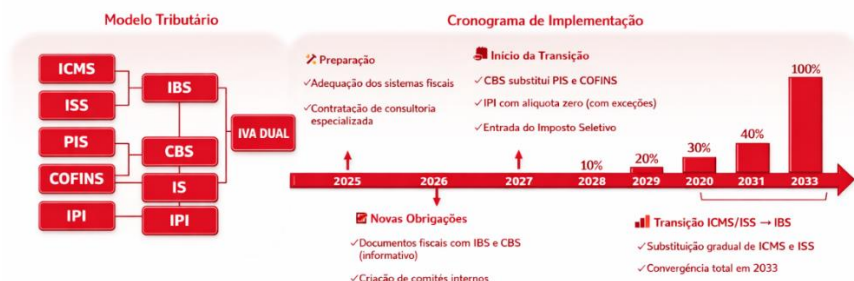 Modelo Tributário
ICMS
ISS
PIS
COFINS
IPI
IBS
CBS
IS
IPI
IVA DUAL
Cronograma de Implementação
Preparação
✓Adequação dos sistemas fiscais
✓Contratação de consultoria
especializada
Início da Transição
✓CBS substitui PIS e COFINS
✓IPI com alíquota zero (com exceções)
✓Entrada do Imposto Seletivo
10%
20%
30%
40%
100%
2025
2026
2027
2028
2029
2020
2031
2033
Novas Obrigações
✓Documentos fiscais com IBS e CBS
(informativo)
✓Criação de comitês internos
Transição ICMS/ISS → IBS
✓Substituição gradual de ICMS e ISS
✓Convergência total em 2033